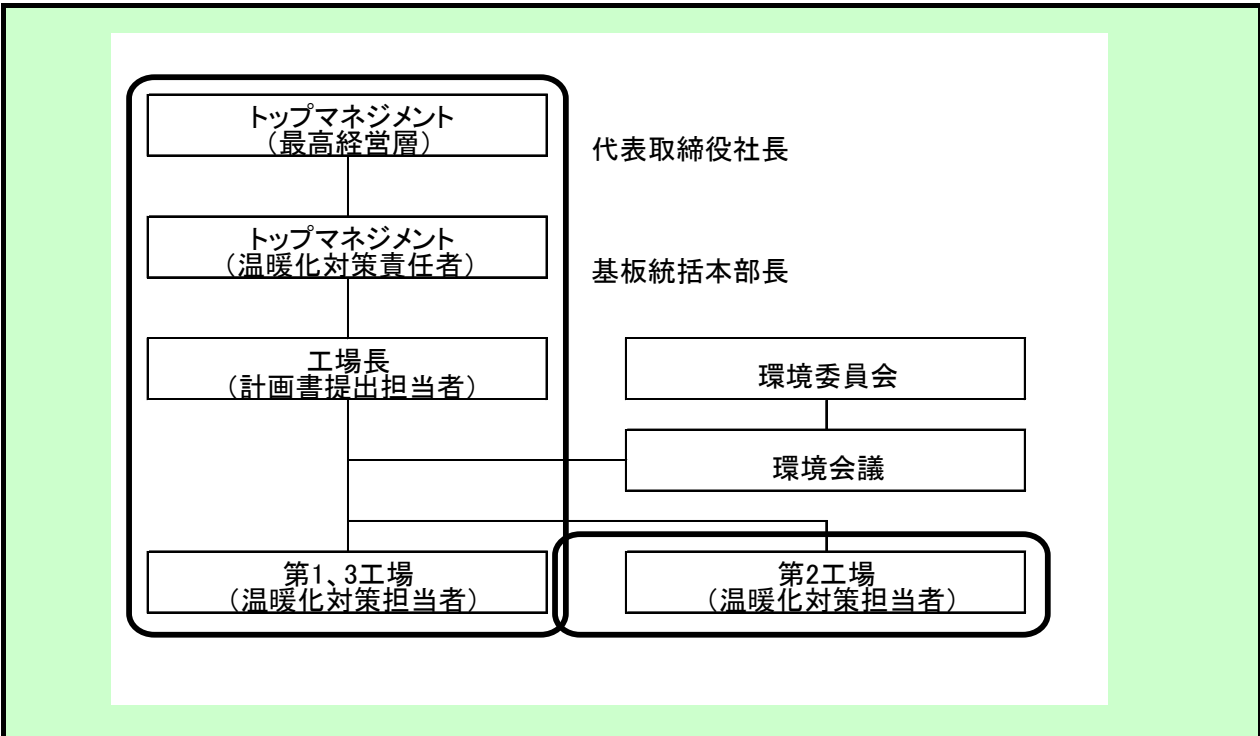 トップマネジメント
（最高経営層）
代表取締役社長
トップマネジメント
（温暖化対策責任者）
基板統括本部長
工場長
（計画書提出担当者）
環境委員会
環境会議
第1、3工場
（温暖化対策担当者）
第2工場
（温暖化対策担当者）